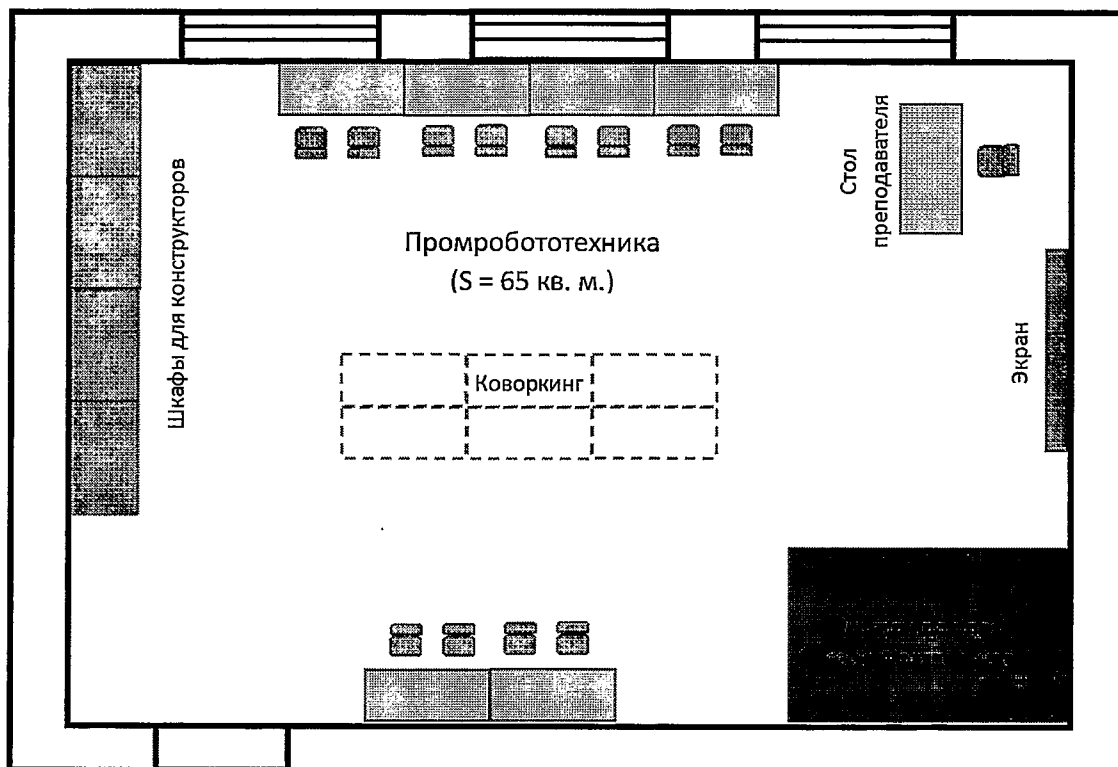 Шкафы для конструкторов
Промробототехника
(S = 65 кв. м.)
Коворкинг
Стол
преподавателя
Экран